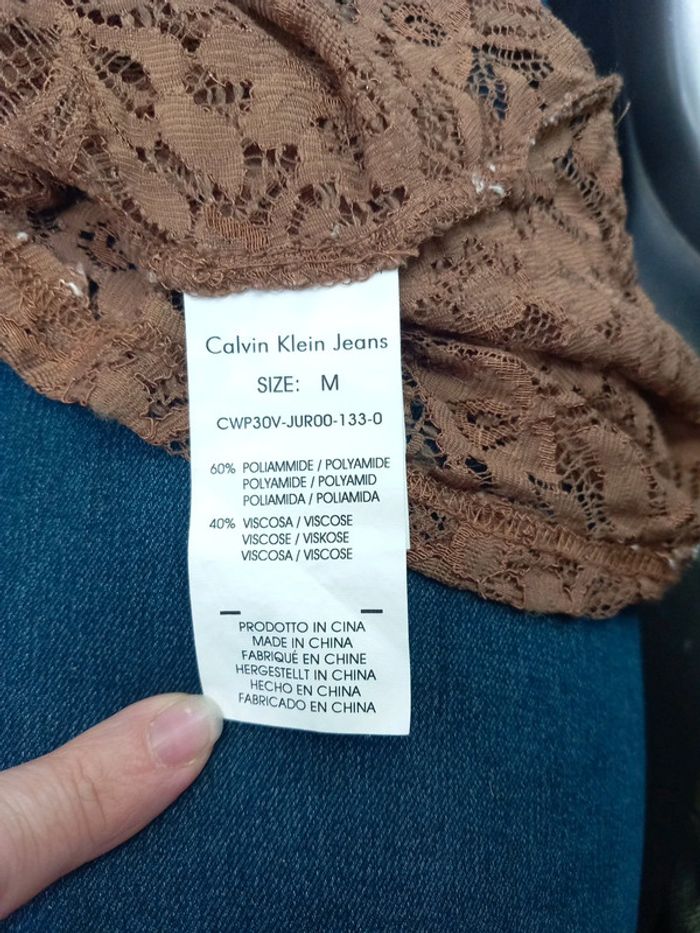 Calvin Klein Jeans
SIZE: M
CWP30V-JUR00-133-0
60% POLIAMMIDE / POLYAMIDE
POLYAMIDE / POLYAMID
POLIAMIDA / POLIAMIDA
40% VISCOSA / VISCOSE
VISCOSE / VISKOSE
VISCOSA / VISCOSE
PRODOTTO IN CINA
MADE IN CHINA
FABRIQUÉ EN CHINE
HERGESTELLT IN CHINA
HECHO EN CHINA
FABRICADO EN CHINA